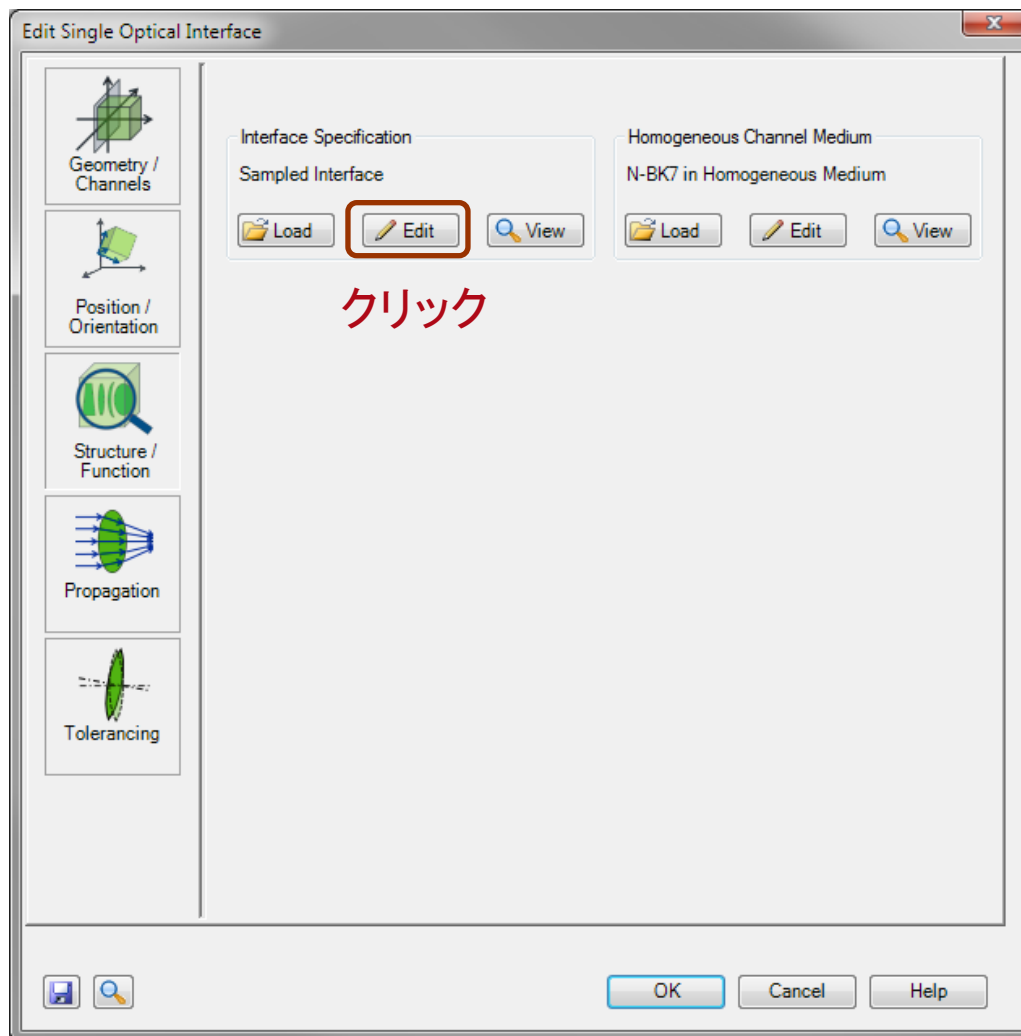 Edit Single Optical Interface
Geometry /
Channels
Position /
Orientation
Structure /
Function
Propagation
Tolerancing
Interface Specification
Sampled Interface
Load
Edit
View
クリック
Homogeneous Channel Medium
N-BK7 in Homogeneous Medium
Load
Edit
View
OK
Cancel
Help